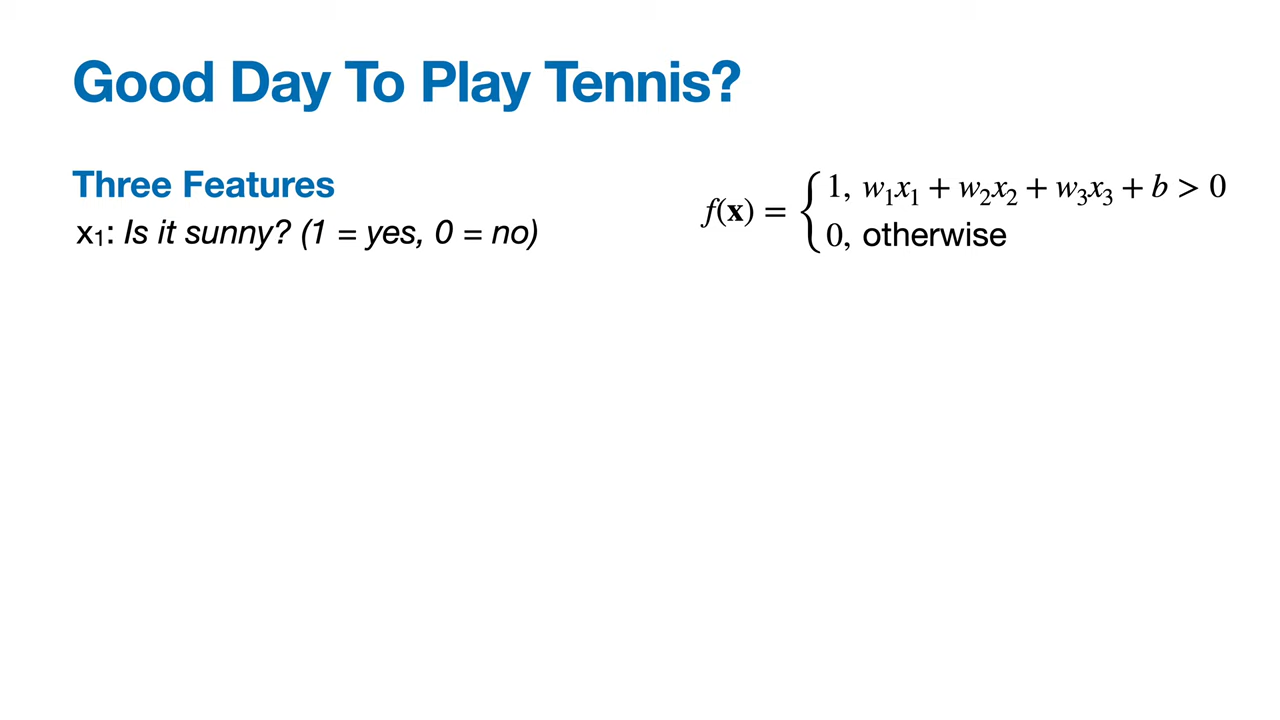 Good Day To Play Tennis?
Three Features
x₁: Is it sunny? (1 = yes, 0 = no)
f(x) = { 1, w₁x₁ + w₂x₂ + w₃x₃ + b > 0
0, otherwise